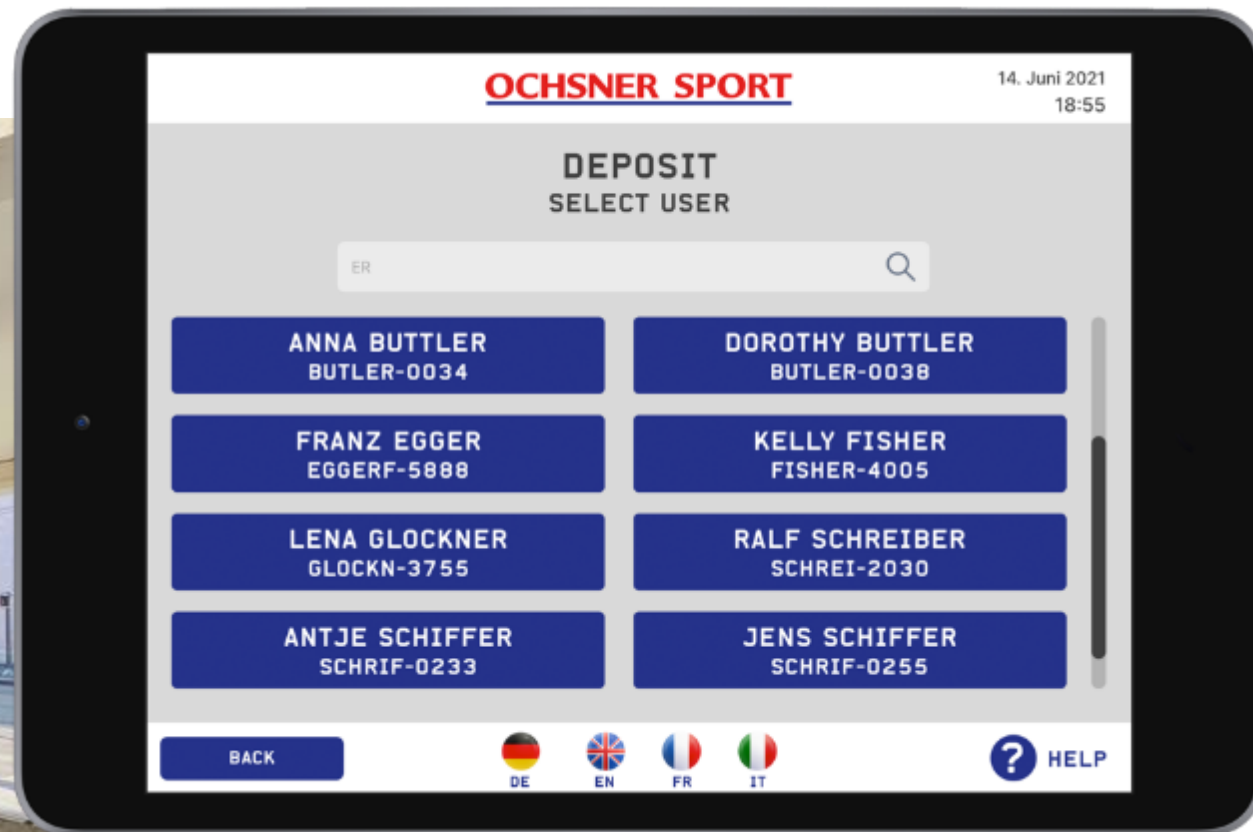 OCHSNER SPORT
14. Juni 2021
18:55
DEPOSIT
SELECT USER
ER
ANNA BUTTLER
BUTLER-0034
DOROTHY BUTTLER
BUTLER-0038
FRANZ EGGER
EGGERF-5888
KELLY FISHER
FISHER-4005
LENA GLOCKNER
GLOCKN-3755
RALF SCHREIBER
SCHREI-2030
ANTJE SCHIFFER
SCHRIF-0233
JENS SCHIFFER
SCHRIF-0255
BACK
DE
EN
FR
IT
? HELP